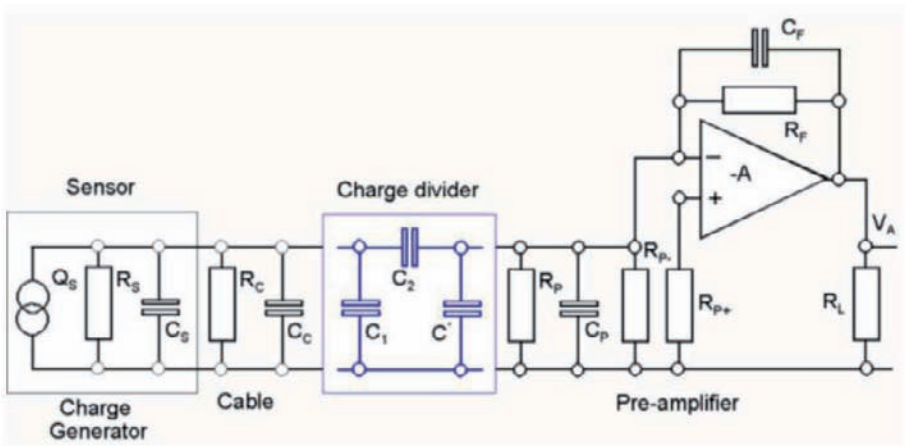 C_F
R_F
Sensor
Charge divider
-A
−
+
V_A
Q_S
R_S
C_S
R_C
C_C
C_2
C_1
C'
R_P
C_P
R_P-
R_P+
R_L
Charge
Generator
Cable
Pre-amplifier